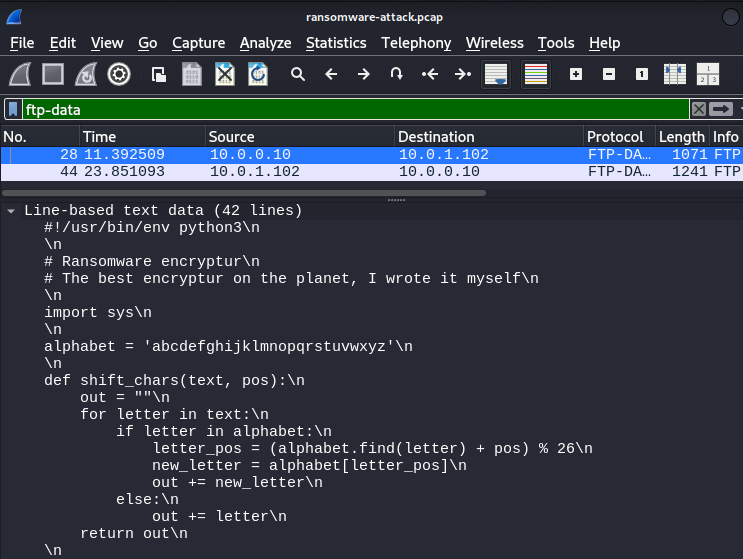 ransomware-attack.pcap
File Edit View Go Capture Analyze Statistics Telephony Wireless Tools Help
ftp-data
No. Time Source Destination Protocol Length Info
28 11.392509 10.0.0.10 10.0.1.102 FTP-DA… 1071 FTP
44 23.851093 10.0.1.102 10.0.0.10 FTP-DA… 1241 FTP
Line-based text data (42 lines)
#!/usr/bin/env python3\n
\n
# Ransomware encryptur\n
# The best encryptur on the planet, I wrote it myself\n
\n
import sys\n
\n
alphabet = 'abcdefghijklmnopqrstuvwxyz'\n
\n
def shift_chars(text, pos):\n
out = ""\n
for letter in text:\n
if letter in alphabet:\n
letter_pos = (alphabet.find(letter) + pos) % 26\n
new_letter = alphabet[letter_pos]\n
out += new_letter\n
else:\n
out += letter\n
return out\n
\n